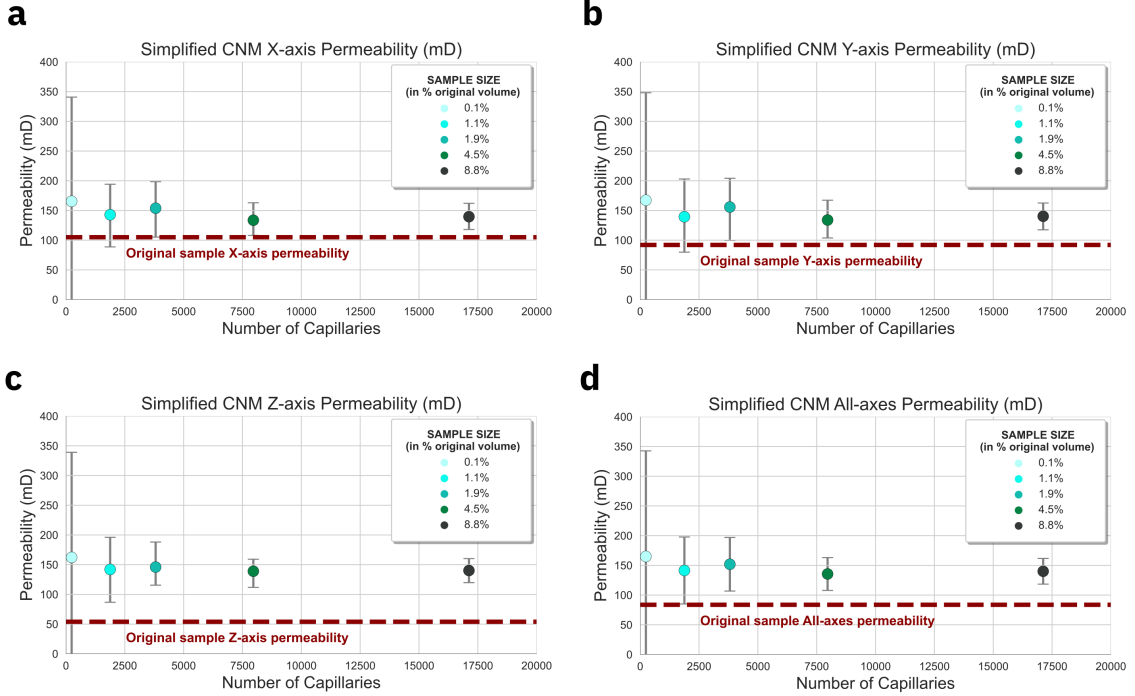 a
Simplified CNM X-axis Permeability (mD)
400
350
300
250
200
150
100
50
0
Permeability (mD)
SAMPLE SIZE
(in % original volume)
0.1%
1.1%
1.9%
4.5%
8.8%
Original sample X-axis permeability
0 2500 5000 7500 10000 12500 15000 17500 20000
Number of Capillaries
b
Simplified CNM Y-axis Permeability (mD)
400
350
300
250
200
150
100
50
0
Permeability (mD)
SAMPLE SIZE
(in % original volume)
0.1%
1.1%
1.9%
4.5%
8.8%
Original sample Y-axis permeability
0 2500 5000 7500 10000 12500 15000 17500 20000
Number of Capillaries
c
Simplified CNM Z-axis Permeability (mD)
400
350
300
250
200
150
100
50
0
Permeability (mD)
SAMPLE SIZE
(in % original volume)
0.1%
1.1%
1.9%
4.5%
8.8%
Original sample Z-axis permeability
0 2500 5000 7500 10000 12500 15000 17500 20000
Number of Capillaries
d
Simplified CNM All-axes Permeability (mD)
400
350
300
250
200
150
100
50
0
Permeability (mD)
SAMPLE SIZE
(in % original volume)
0.1%
1.1%
1.9%
4.5%
8.8%
Original sample All-axes permeability
0 2500 5000 7500 10000 12500 15000 17500 20000
Number of Capillaries